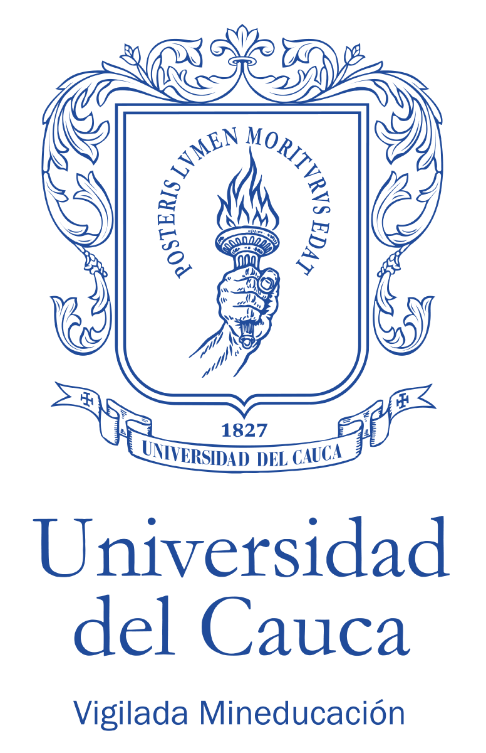 POSTERIS LVMEN MORITVRVS EDAT
1827
UNIVERSIDAD DEL CAUCA
Universidad
del Cauca
Vigilada Mineducación